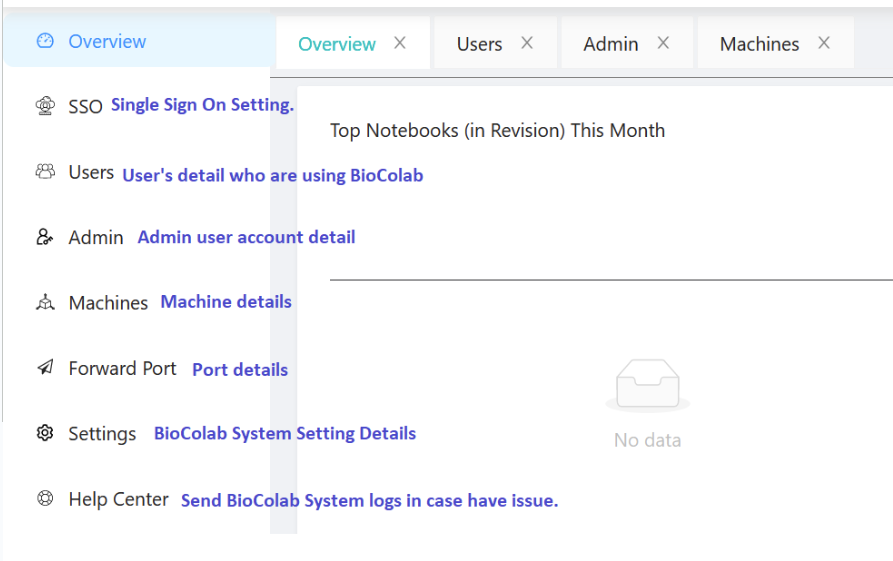 Overview
Overview
Users
Admin
Machines
SSO Single Sign On Setting.
Top Notebooks (in Revision) This Month
Users User's detail who are using BioColab
Admin Admin user account detail
Machines Machine details
Forward Port Port details
Settings BioColab System Setting Details
No data
Help Center Send BioColab System logs in case have issue.